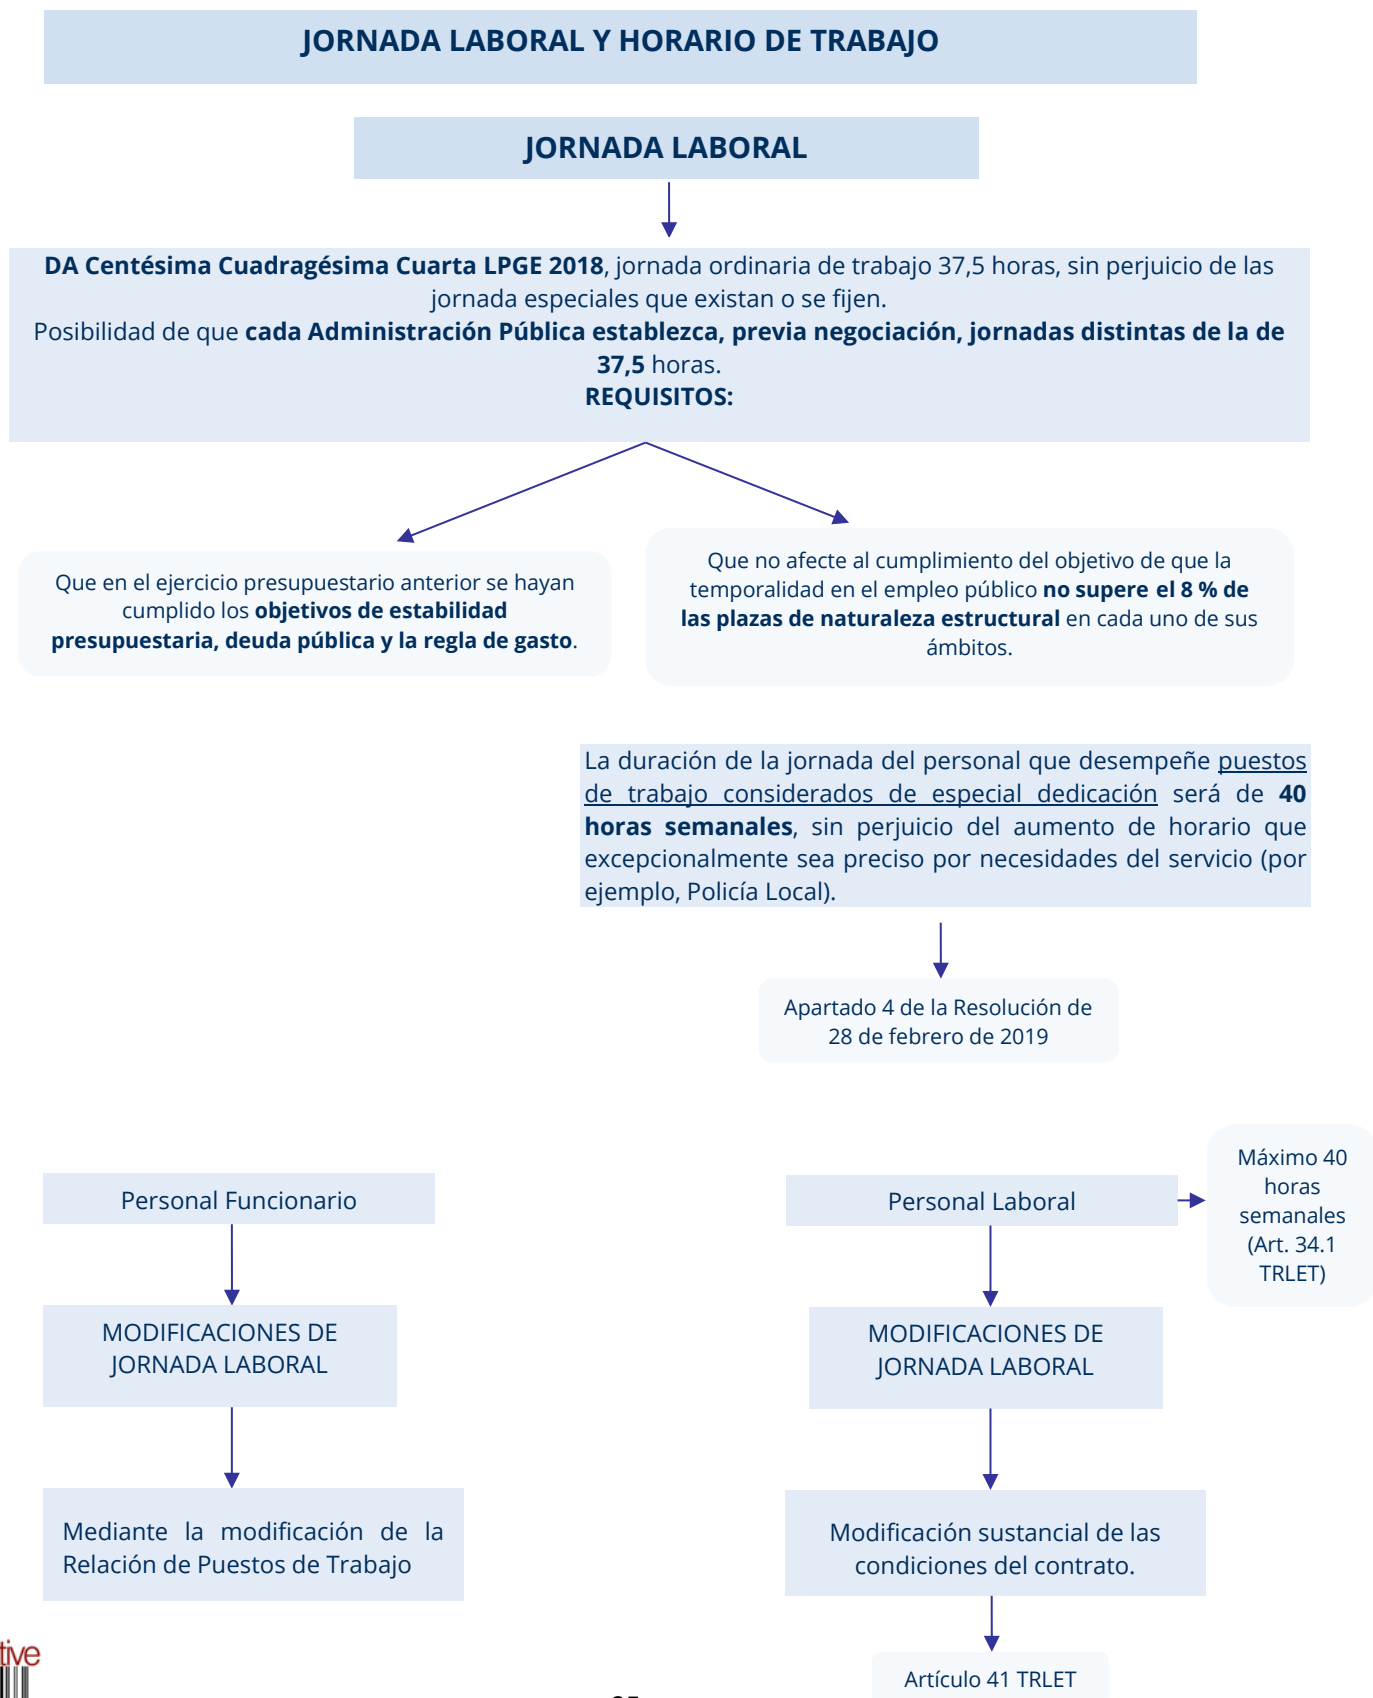 JORNADA LABORAL Y HORARIO DE TRABAJO
JORNADA LABORAL
DA Centésima Cuadragésima Cuarta LPGE 2018, jornada ordinaria de trabajo 37,5 horas, sin perjuicio de las
jornada especiales que existan o se fijen.
Posibilidad de que cada Administración Pública establezca, previa negociación, jornadas distintas de la de
37,5 horas.
REQUISITOS:
Que en el ejercicio presupuestario anterior se hayan
cumplido los objetivos de estabilidad
presupuestaria, deuda pública y la regla de gasto.
Que no afecte al cumplimiento del objetivo de que la
temporalidad en el empleo público no supere el 8 % de
las plazas de naturaleza estructural en cada uno de sus
ámbitos.
La duración de la jornada del personal que desempeñe puestos
de trabajo considerados de especial dedicación será de 40
horas semanales, sin perjuicio del aumento de horario que
excepcionalmente sea preciso por necesidades del servicio (por
ejemplo, Policía Local).
Apartado 4 de la Resolución de
28 de febrero de 2019
Personal Funcionario
MODIFICACIONES DE
JORNADA LABORAL
Mediante la modificación de la
Relación de Puestos de Trabajo
Personal Laboral
Máximo 40
horas
semanales
(Art. 34.1
TRLET)
MODIFICACIONES DE
JORNADA LABORAL
Modificación sustancial de las
condiciones del contrato.
Artículo 41 TRLET
tive